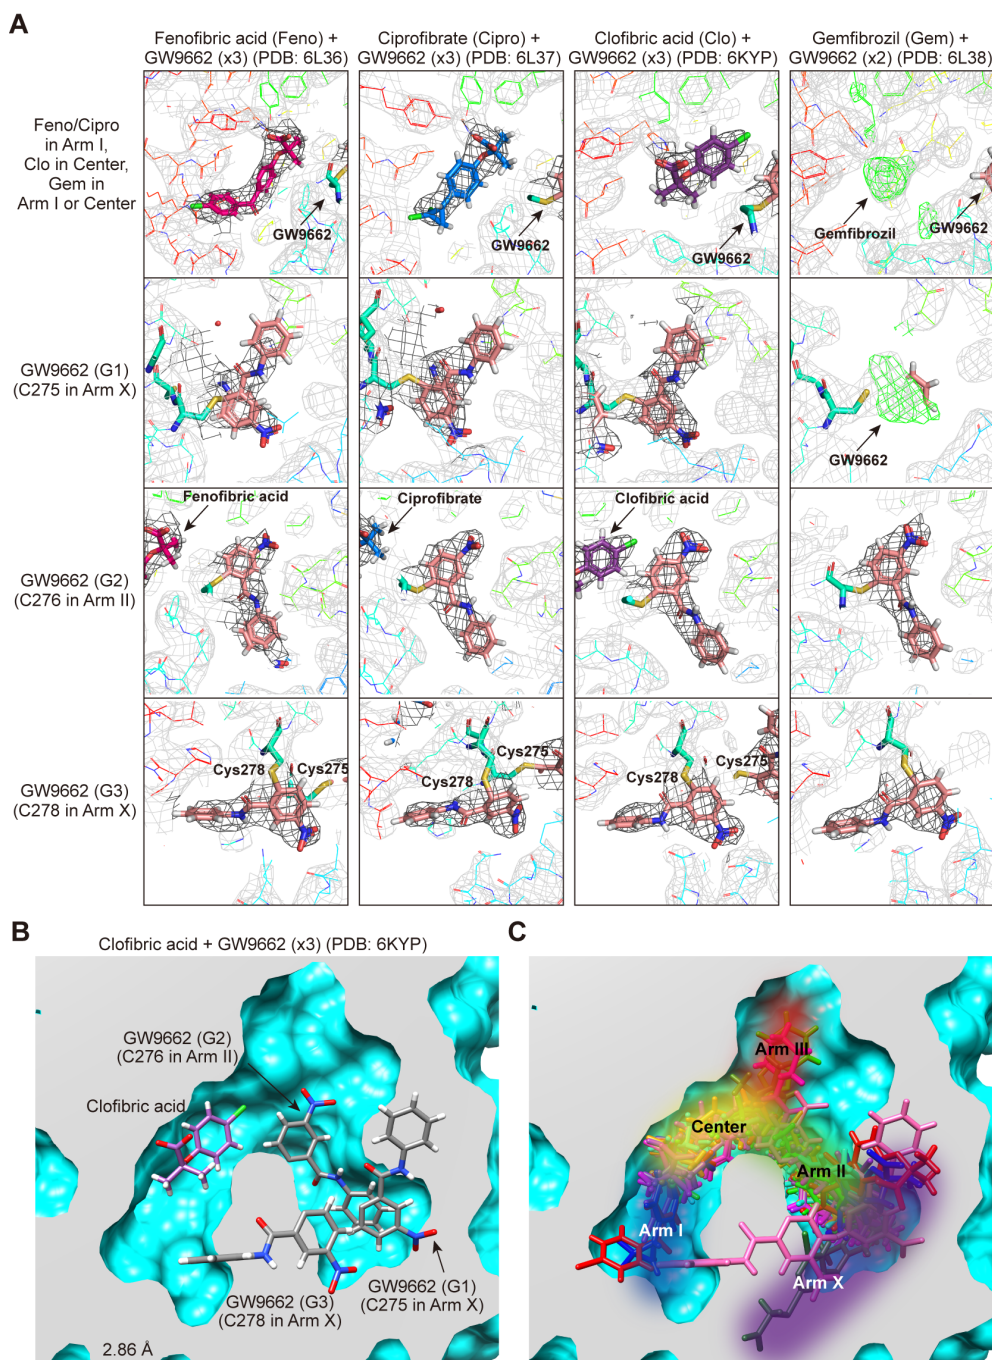 A
Fenofibric acid (Feno) +
GW9662 (x3) (PDB: 6L36)
Ciprofibrate (Cipro) +
GW9662 (x3) (PDB: 6L37)
Clofibric acid (Clo) +
GW9662 (x3) (PDB: 6KYP)
Gemfibrozil (Gem) +
GW9662 (x2) (PDB: 6L38)
Feno/Cipro
in Arm I,
Clo in Center,
Gem in
Arm I or Center
GW9662
GW9662
GW9662
Gemfibrozil
GW9662
GW9662 (G1)
(C275 in Arm X)
GW9662
GW9662 (G2)
(C276 in Arm II)
Fenofibric acid
Ciprofibrate
Clofibric acid
GW9662 (G3)
(C278 in Arm X)
Cys278
Cys275
Cys278
Cys275
Cys278
Cys275
B
Clofibric acid + GW9662 (x3) (PDB: 6KYP)
GW9662 (G2)
(C276 in Arm II)
Clofibric acid
GW9662 (G3)
(C278 in Arm X)
GW9662 (G1)
(C275 in Arm X)
2.86 Å
C
Arm III
Center
Arm II
Arm I
Arm X